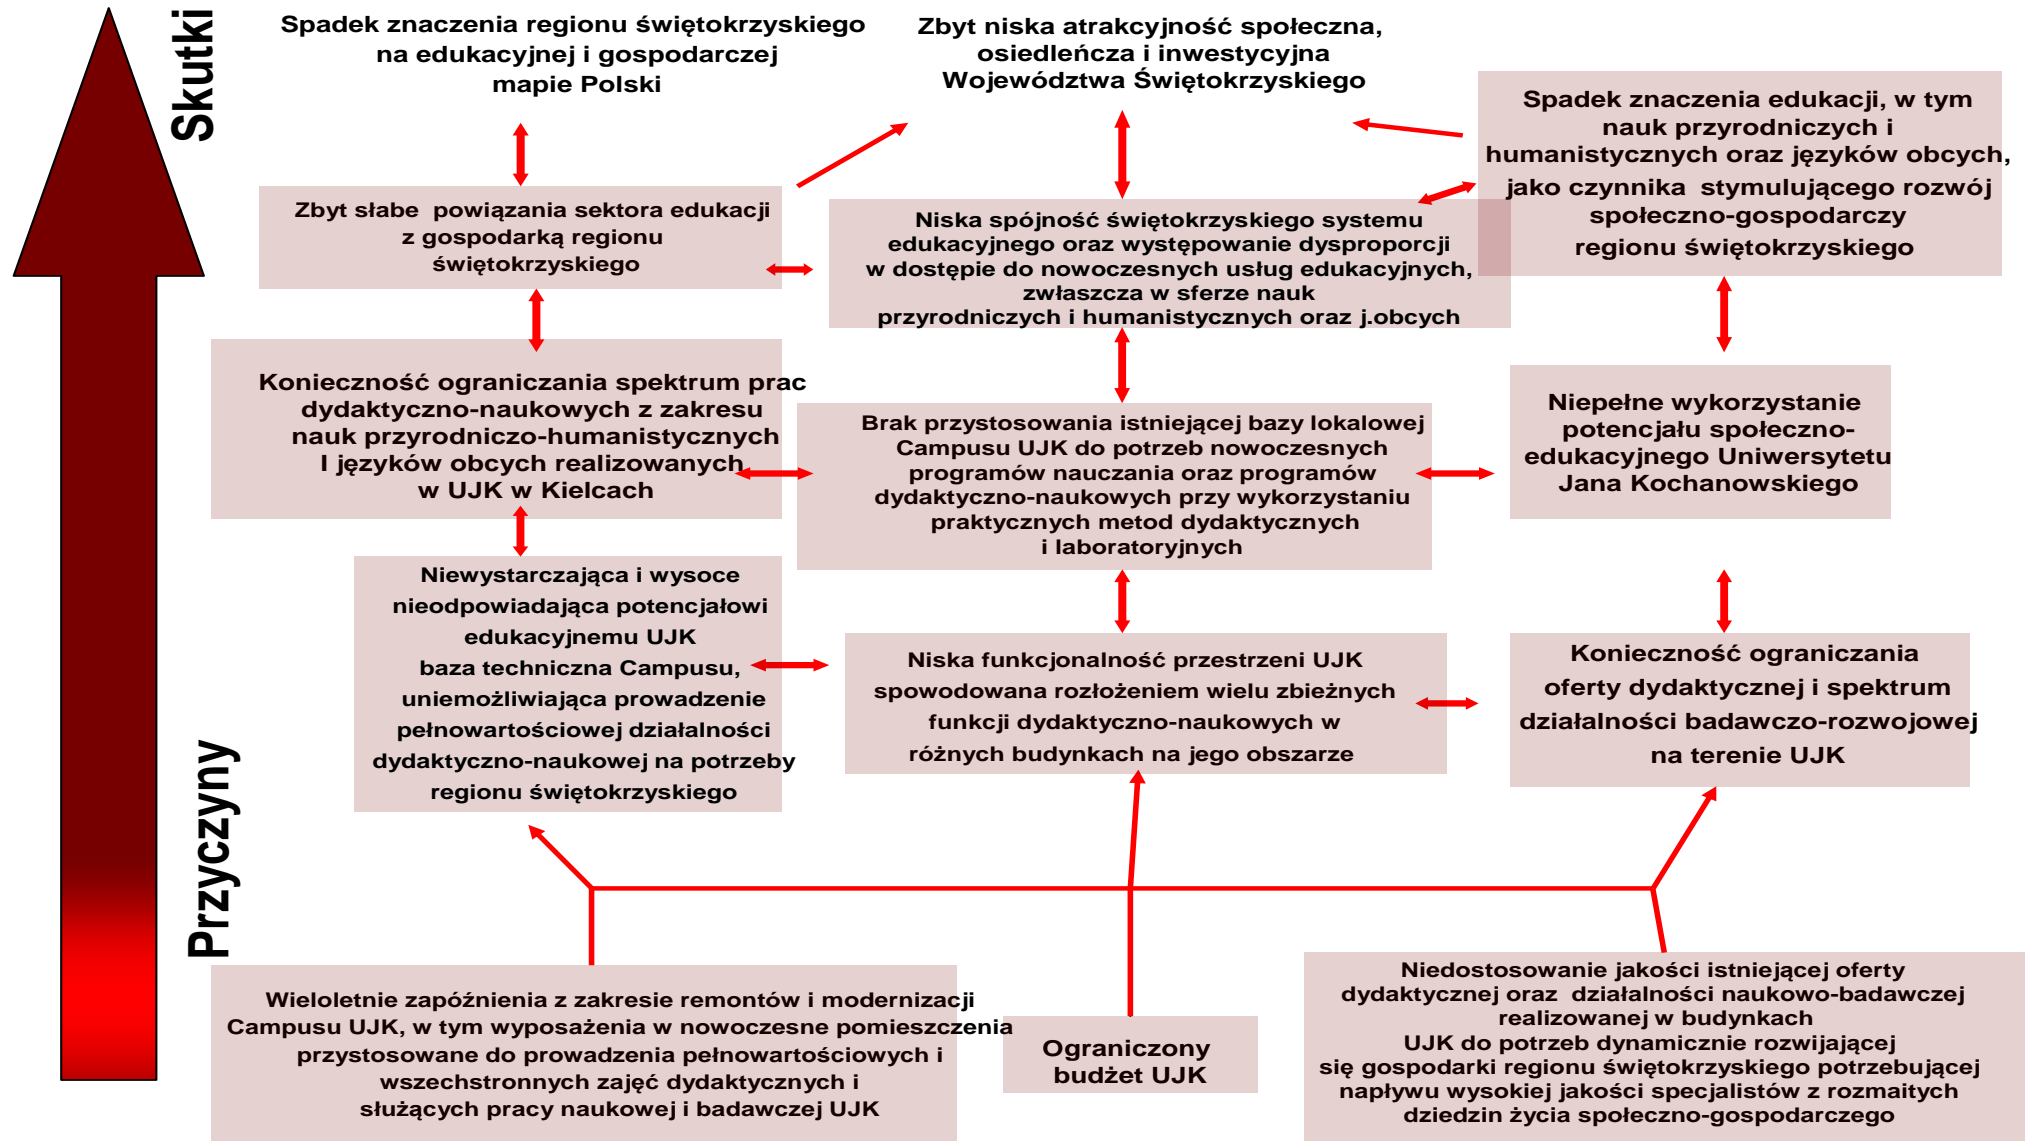 Skutki
Spadek znaczenia regionu świętokrzyskiego
na edukacyjnej i gospodarczej
mapie Polski
Zbyt niska atrakcyjność społeczna,
osiedleńcza i inwestycyjna
Województwa Świętokrzyskiego
Spadek znaczenia edukacji, w tym
nauk przyrodniczych i
humanistycznych oraz języków obcych,
jako czynnika stymulującego rozwój
społeczno-gospodarczy
regionu świętokrzyskiego
Zbyt słabe powiązania sektora edukacji
z gospodarką regionu
świętokrzyskiego
Niska spójność świętokrzyskiego systemu
edukacyjnego oraz występowanie dysproporcji
w dostępie do nowoczesnych usług edukacyjnych,
zwłaszcza w sferze nauk
przyrodniczych i humanistycznych oraz j.obcych
Konieczność ograniczania spektrum prac
dydaktyczno-naukowych z zakresu
nauk przyrodniczo-humanistycznych
I języków obcych realizowanych
w UJK w Kielcach
Brak przystosowania istniejącej bazy lokalowej
Campusu UJK do potrzeb nowoczesnych
programów nauczania oraz programów
dydaktyczno-naukowych przy wykorzystaniu
praktycznych metod dydaktycznych
i laboratoryjnych
Niepełne wykorzystanie
potencjału społeczno-
edukacyjnego Uniwersytetu
Jana Kochanowskiego
Niewystarczająca i wysoce
nieodpowiadająca potencjałowi
edukacyjnemu UJK
baza techniczna Campusu,
uniemożliwiająca prowadzenie
pełnowartościowej działalności
dydaktyczno-naukowej na potrzeby
regionu świętokrzyskiego
Niska funkcjonalność przestrzeni UJK
spowodowana rozłożeniem wielu zbieżnych
funkcji dydaktyczno-naukowych w
różnych budynkach na jego obszarze
Konieczność ograniczania
oferty dydaktycznej i spektrum
działalności badawczo-rozwojowej
na terenie UJK
Przyczyny
Wieloletnie zapóźnienia z zakresie remontów i modernizacji
Campusu UJK, w tym wyposażenia w nowoczesne pomieszczenia
przystosowane do prowadzenia pełnowartościowych i
wszechstronnych zajęć dydaktycznych i
służących pracy naukowej i badawczej UJK
Ograniczony
budżet UJK
Niedostosowanie jakości istniejącej oferty
dydaktycznej oraz działalności naukowo-badawczej
realizowanej w budynkach
UJK do potrzeb dynamicznie rozwijającej
się gospodarki regionu świętokrzyskiego potrzebującej
napływu wysokiej jakości specjalistów z rozmaitych
dziedzin życia społeczno-gospodarczego